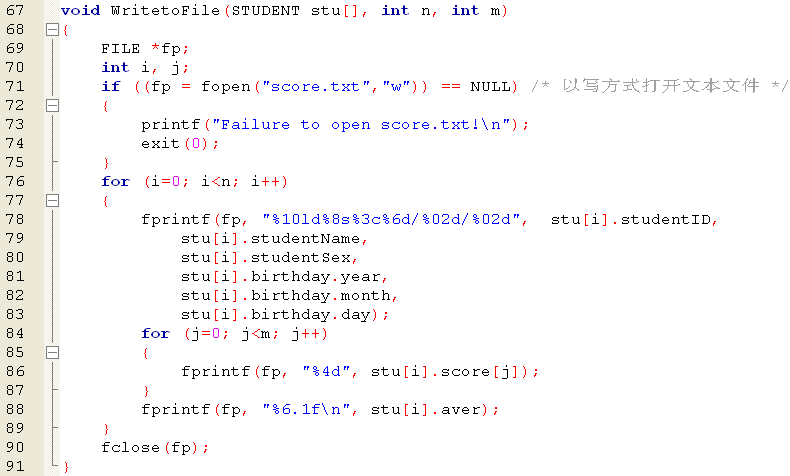 67 void WritetoFile(STUDENT stu[], int n, int m)
68 {
69     FILE *fp;
70     int i, j;
71     if ((fp = fopen("score.txt","w")) == NULL) /* 以写方式打开文本文件 */
72     {
73         printf("Failure to open score.txt!\n");
74         exit(0);
75     }
76     for (i=0; i<n; i++)
77     {
78         fprintf(fp, "%10ld%8s%3c%6d/%02d/%02d",  stu[i].studentID,
79             stu[i].studentName,
80             stu[i].studentSex,
81             stu[i].birthday.year,
82             stu[i].birthday.month,
83             stu[i].birthday.day);
84         for (j=0; j<m; j++)
85         {
86             fprintf(fp, "%4d", stu[i].score[j]);
87         }
88         fprintf(fp, "%6.1f\n", stu[i].aver);
89     }
90     fclose(fp);
91 }